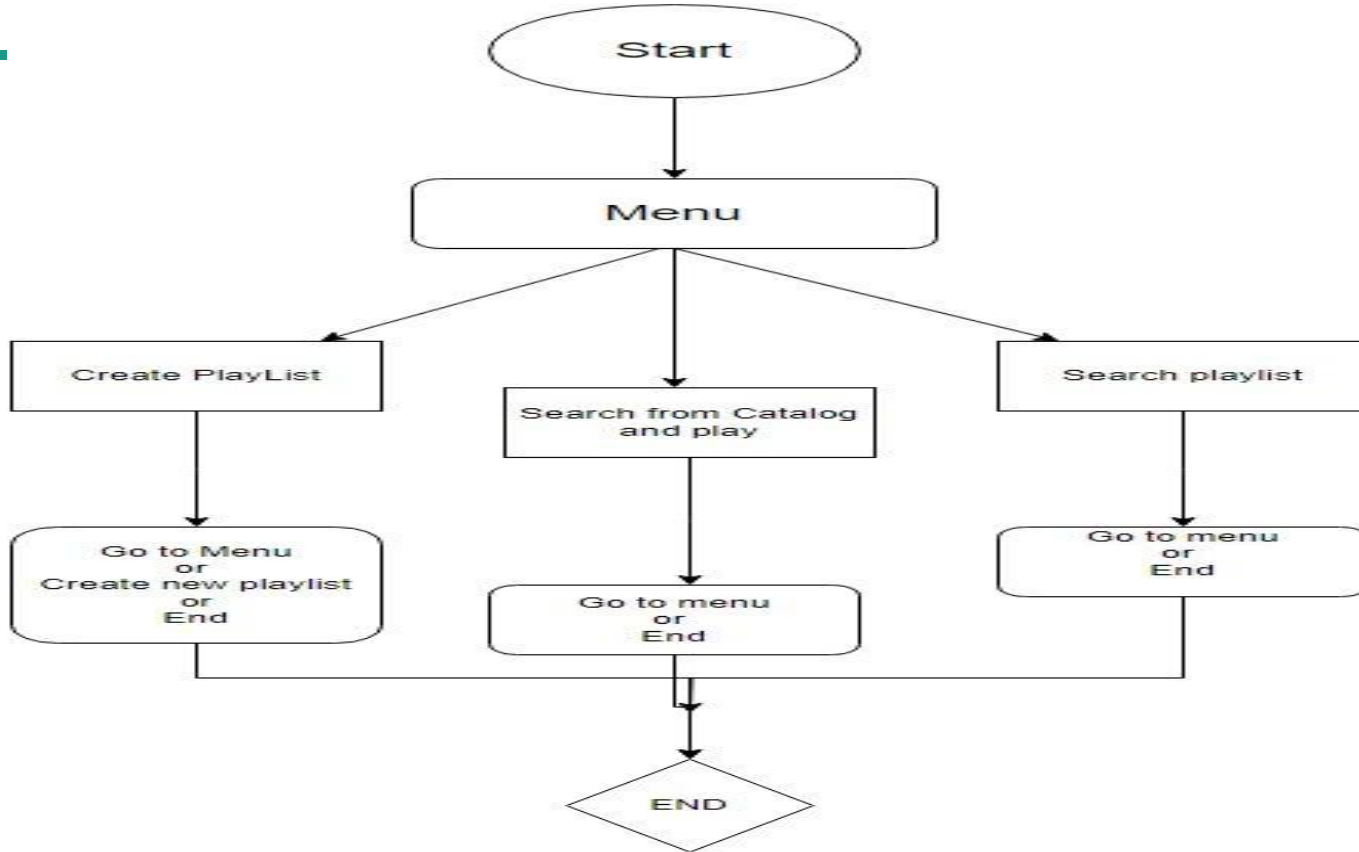 Start
Menu
Create PlayList
Search from Catalog
and play
Search playlist
Go to Menu
or
Create new playlist
or
End
Go to menu
or
End
Go to menu
or
End
END